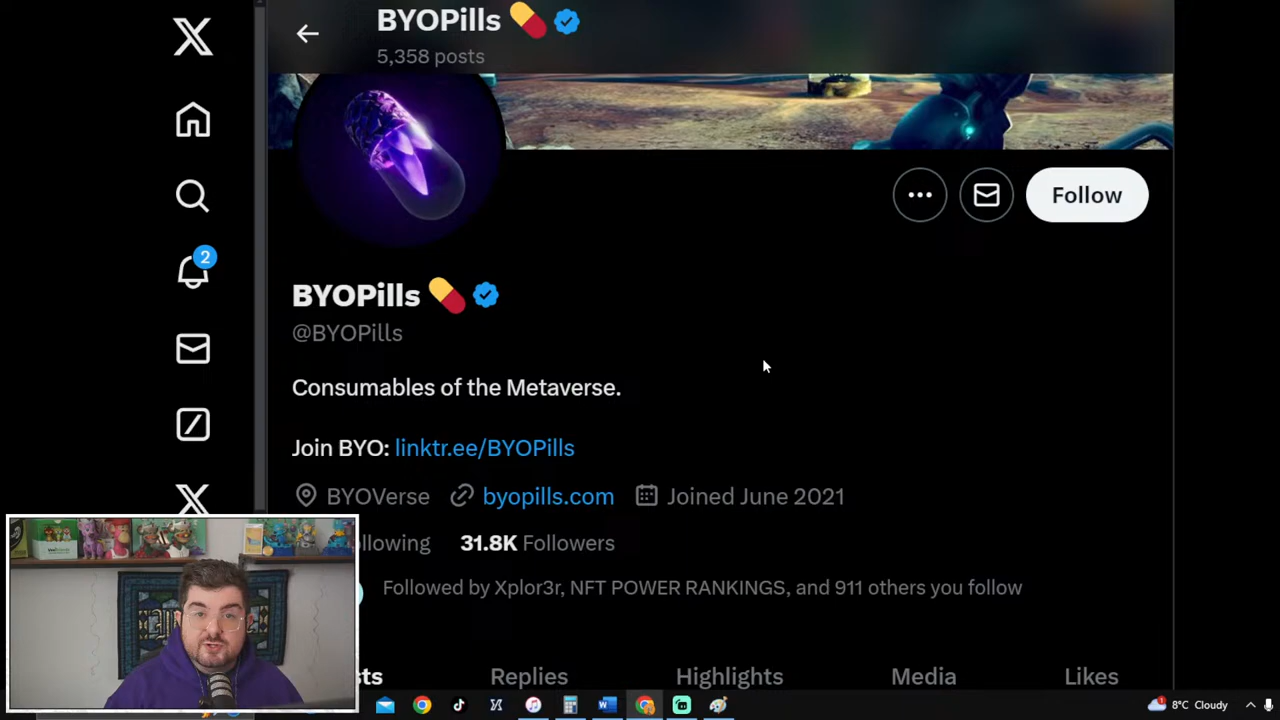 BYOPills
5,358 posts
Follow
2
BYOPills
@BYOPills
Consumables of the Metaverse.
Join BYO: linktr.ee/BYOPills
BYOVerse byopills.com Joined June 2021
ollowing 31.8K Followers
Followed by Xplor3r, NFT POWER RANKINGS, and 911 others you follow
sts Replies Highlights Media Likes
8°C Cloudy